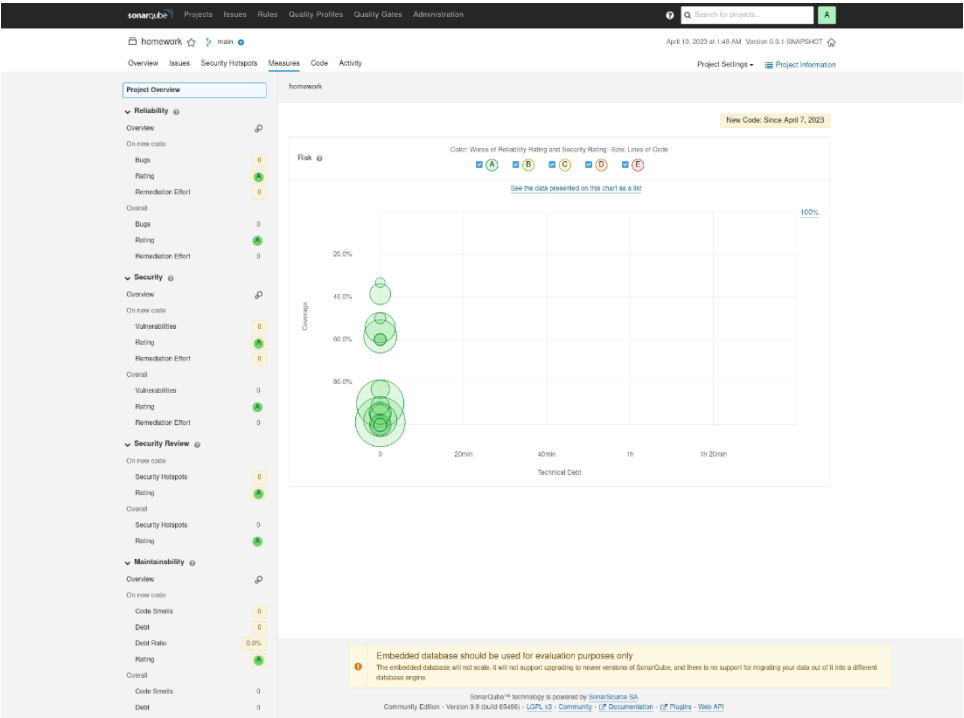 sonarqube Projects Issues Rules Quality Profiles Quality Gates Administration Search for projects... A
homework main April 10, 2023 at 1:49 AM Version 0.0.1-SNAPSHOT
Overview Issues Security Hotspots Measures Code Activity Project Settings Project Information
Project Overview
Reliability
Overview
On new code
Bugs 0
Rating A
Remediation Effort 0
Overall
Bugs 0
Rating A
Remediation Effort 0
Security
Overview
On new code
Vulnerabilities 0
Rating A
Remediation Effort 0
Overall
Vulnerabilities 0
Rating A
Remediation Effort 0
Security Review
On new code
Security Hotspots 0
Rating A
Overall
Security Hotspots 0
Rating A
Maintainability
Overview
On new code
Code Smells 0
Debt 0
Debt Ratio 0.0%
Rating A
Overall
Code Smells 0
Debt 0
homework
New Code: Since April 7, 2023
Risk
Color: Worse of Reliability Rating and Security Rating Size: Lines of Code
A B C D E
See the data presented on this chart as a list
100%
20.0%
40.0%
60.0%
80.0%
Coverage
0 20min 40min 1h 1h 20min
Technical Debt
Embedded database should be used for evaluation purposes only
The embedded database will not scale, it will not support upgrading to newer versions of SonarQube, and there is no support for migrating your data out of it into a different
database engine.
SonarQube™ technology is powered by SonarSource SA
Community Edition - Version 9.9 (build 65466) - LGPL v3 - Community - Documentation - Plugins - Web API